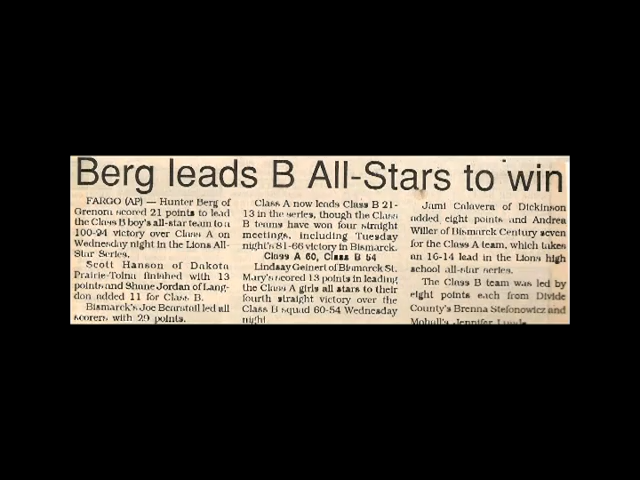 Berg leads B All-Stars to win
FARGO (AP) — Hunter Berg of
Grenora scored 21 points to lead
the Class B boy's all-star team to a
100-94 victory over Class A on
Wednesday night in the Lions All-
Star Series.
Scott Hanson of Dakota
Prairie-Tolna finished with 13
points and Shane Jordan of Lang-
don added 11 for Class B.
Bismarck's Joe Bearstail led all
scorers with 29 points.
Class A now leads Class B 21-
13 in the series, though the Class
B teams have won four straight
meetings, including Tuesday
night's 81-66 victory in Bismarck.
Class A 60, Class B 54
Lindsay Geinert of Bismarck St.
Mary's scored 13 points in leading
the Class A girls all stars to their
fourth straight victory over the
Class B squad 60-54 Wednesday
night
Jami Calavera of Dickinson
added eight points and Andrea
Willer of Bismarck Century seven
for the Class A team, which takes
an 16-14 lead in the Lions high
school all-star series.
The Class B team was led by
eight points each from Divide
County's Brenna Stefonowicz and
Mohall's Jennifer